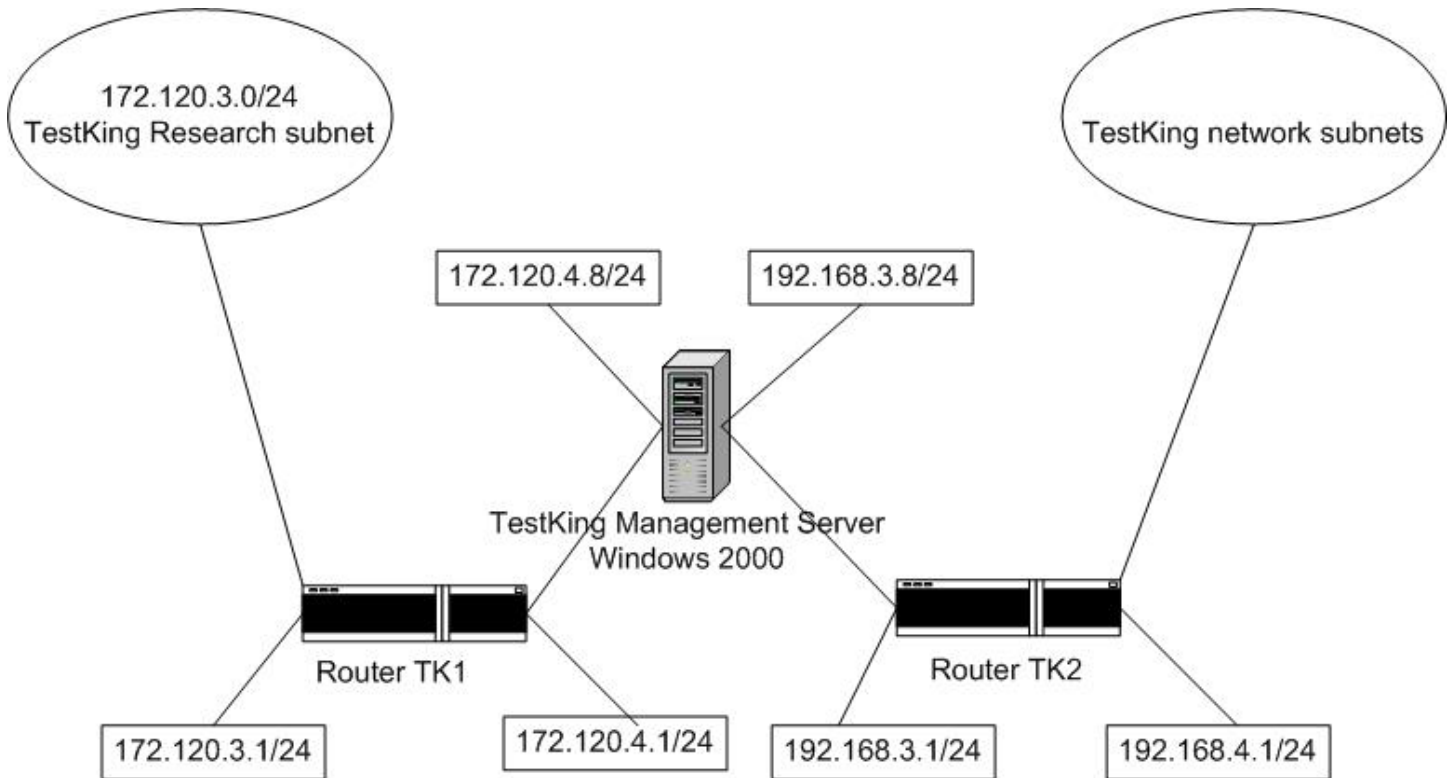 172.120.3.0/24
TestKing Research subnet
TestKing network subnets
172.120.4.8/24
192.168.3.8/24
TestKing Management Server
Windows 2000
Router TK1
Router TK2
172.120.3.1/24
172.120.4.1/24
192.168.3.1/24
192.168.4.1/24